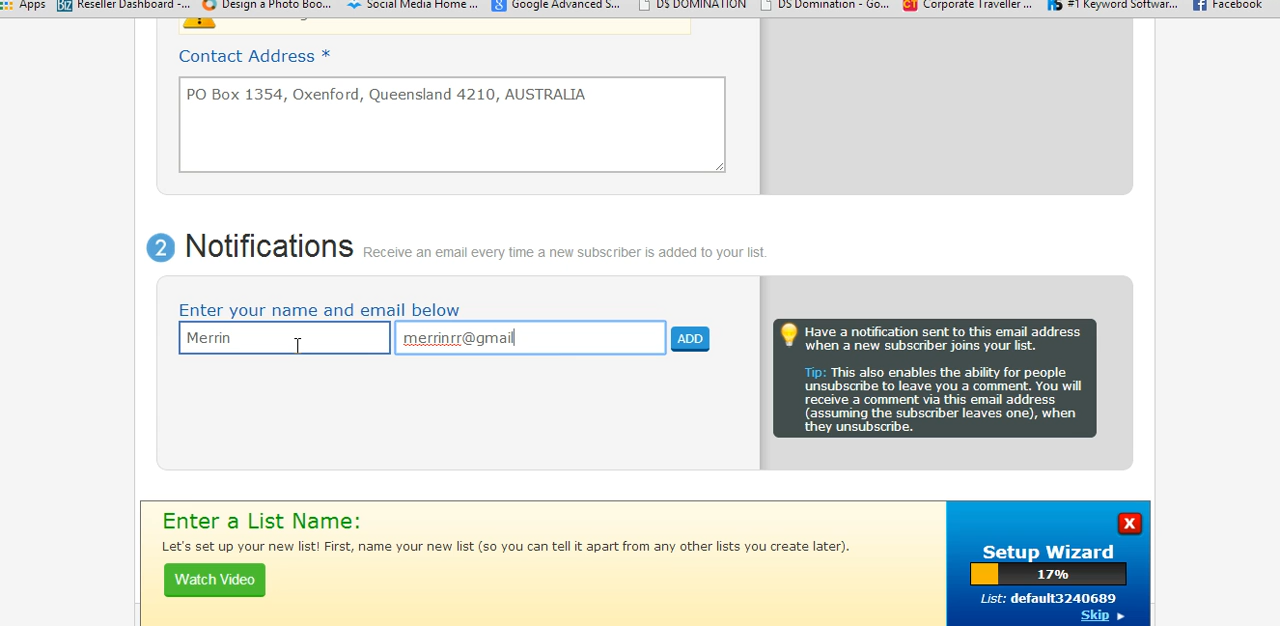 Apps Reseller Dashboard -... Design a Photo Boo... Social Media Home ... Google Advanced S... DS DOMINATION DS Domination - Go... Corporate Traveller ... #1 Keyword Softwar... Facebook
Contact Address *
PO Box 1354, Oxenford, Queensland 4210, AUSTRALIA
2 Notifications Receive an email every time a new subscriber is added to your list.
Enter your name and email below
Merrin merrinrr@gmail ADD
Have a notification sent to this email address
when a new subscriber joins your list.
Tip: This also enables the ability for people
unsubscribe to leave you a comment. You will
receive a comment via this email address
(assuming the subscriber leaves one), when
they unsubscribe.
Enter a List Name:
Let's set up your new list! First, name your new list (so you can tell it apart from any other lists you create later).
Watch Video
X
Setup Wizard
17%
List: default3240689
Skip